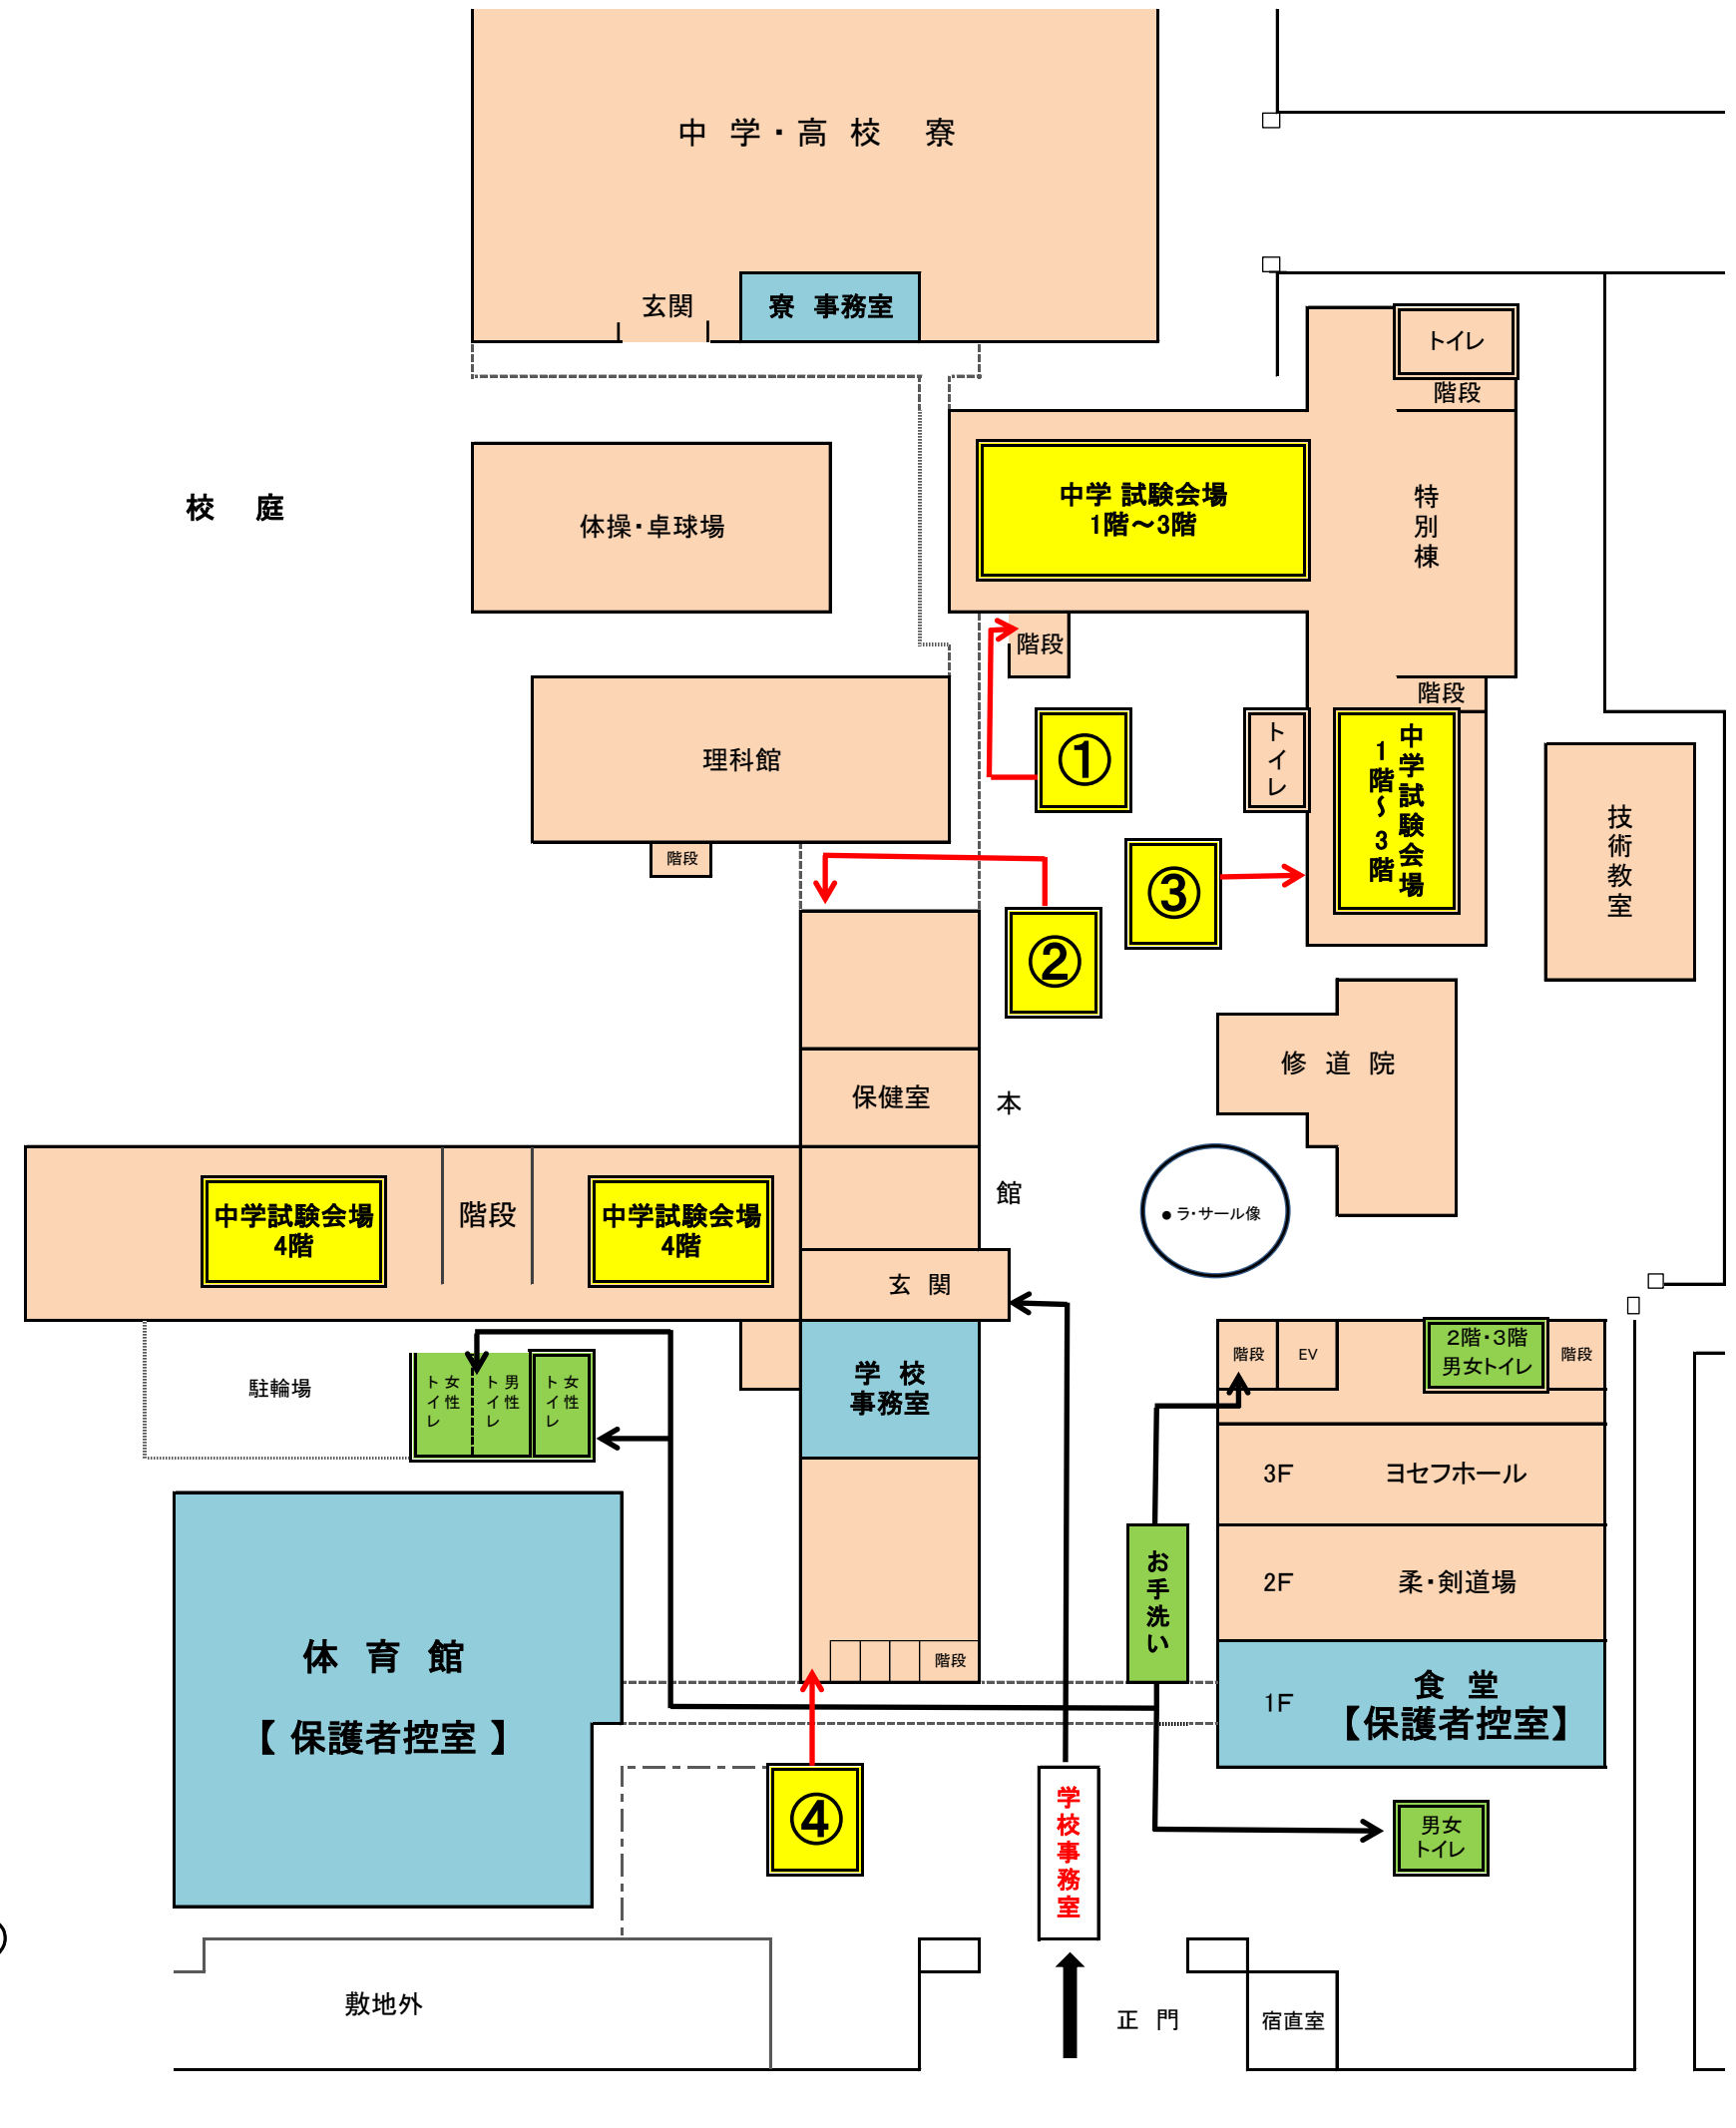 中 学・高 校 寮
玄関
寮 事務室
トイレ
階段
中学 試験会場
1階～3階
特別棟
校 庭
体操・卓球場
階段
階段
理科館
階段
①
トイレ
中学試験会場
1階～3階
技術教室
③
②
保健室
本館
修 道 院
ラ・サール像
中学試験会場
4階
階段
中学試験会場
4階
玄 関
学 校
事務室
駐輪場
女性トイレ
男性トイレ
女性トイレ
階段
EV
2階・3階
男女トイレ
階段
3F ヨセフホール
2F 柔・剣道場
1F 食 堂
【保護者控室】
お手洗い
体 育 館
【 保護者控室 】
階段
④
学校事務室
男女
トイレ
敷地外
正 門
宿直室